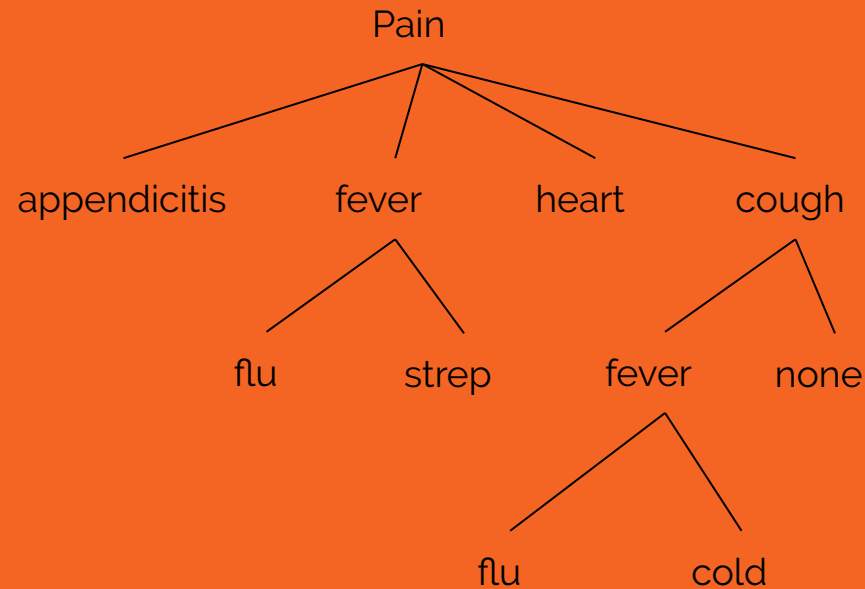 Pain
appendicitis fever heart cough
flu strep fever none
flu cold